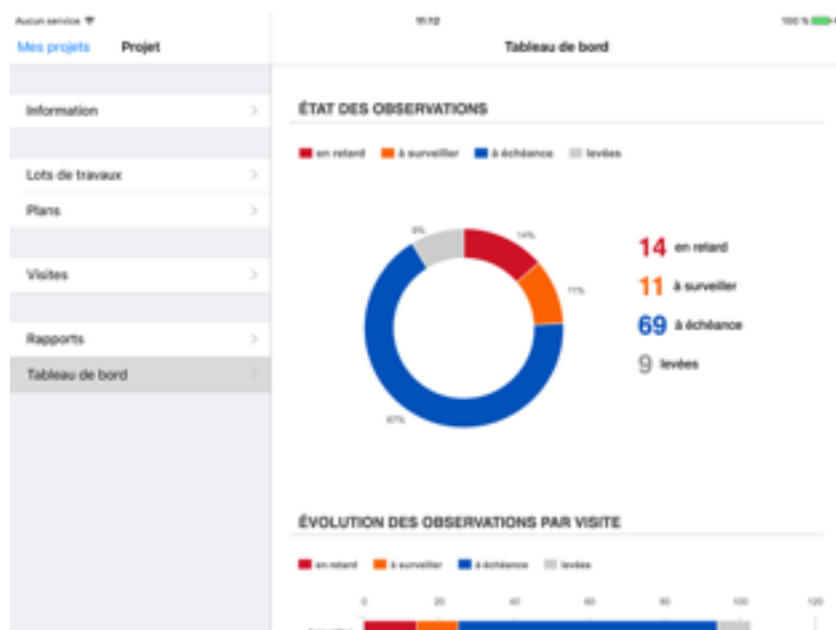 Aucun service 11:12 100 %
Mes projets Projet Tableau de bord
Information
Lots de travaux
Plans
Visites
Rapports
Tableau de bord
ÉTAT DES OBSERVATIONS
en retard à surveiller à échéance levées
9% 14%
11%
67%
14 en retard
11 à surveiller
69 à échéance
9 levées
ÉVOLUTION DES OBSERVATIONS PAR VISITE
en retard à surveiller à échéance levées
0 20 40 60 80 100 120